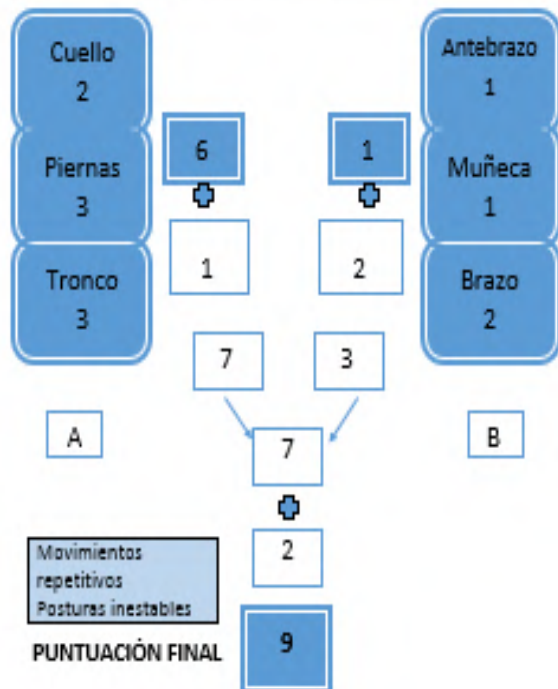 Cuello
2
Piernas
3
Tronco
3
6
1
7
A
Antebrazo
1
Muñeca
1
Brazo
2
1
2
3
B
7
2
Movimientos
repetitivos
Posturas inestables
PUNTUACIÓN FINAL
9